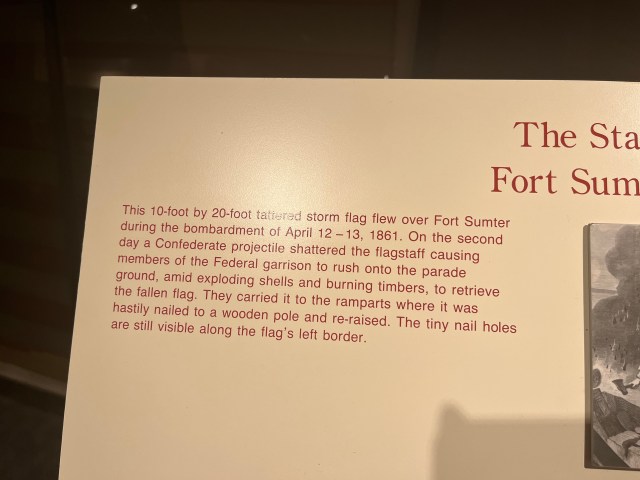 The Sta
Fort Sum
This 10-foot by 20-foot tattered storm flag flew over Fort Sumter
during the bombardment of April 12 – 13, 1861. On the second
day a Confederate projectile shattered the flagstaff causing
members of the Federal garrison to rush onto the parade
ground, amid exploding shells and burning timbers, to retrieve
the fallen flag. They carried it to the ramparts where it was
hastily nailed to a wooden pole and re-raised. The tiny nail holes
are still visible along the flag's left border.